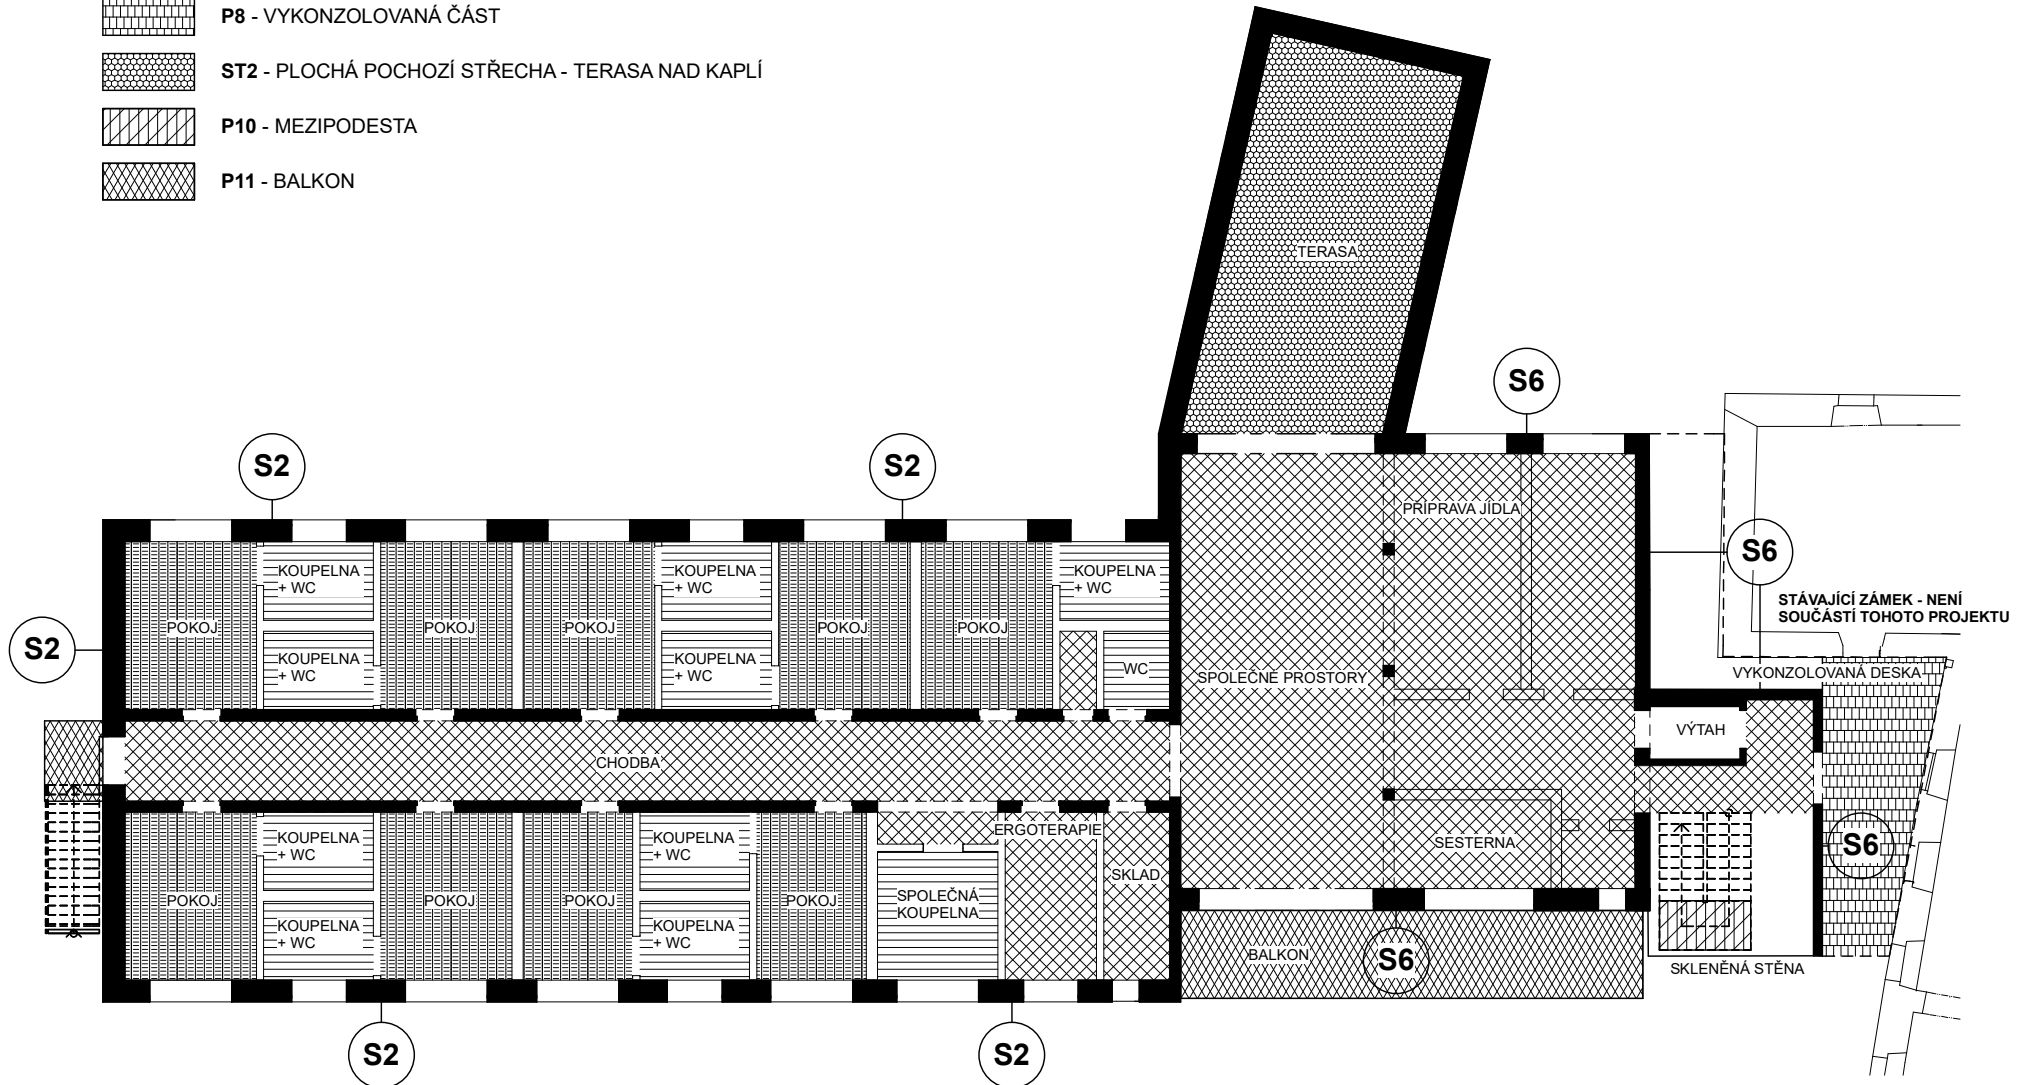 P8 - VYKONZOLOVANÁ ČÁST
ST2 - PLOCHÁ POCHOZÍ STŘECHA - TERASA NAD KAPLÍ
P10 - MEZIPODESTA
P11 - BALKON
TERASA
S6
S2
S2
PŘÍPRAVA JÍDLA
S6
KOUPELNA
+ WC
KOUPELNA
+ WC
KOUPELNA
+ WC
STÁVAJÍCÍ ZÁMEK - NENÍ
SOUČÁSTÍ TOHOTO PROJEKTU
POKOJ
POKOJ
POKOJ
POKOJ
POKOJ
S2
KOUPELNA
+ WC
KOUPELNA
+ WC
WC
SPOLEČNÉ PROSTORY
VYKONZOLOVANÁ DESKA
VÝTAH
CHODBA
ERGOTERAPIE
KOUPELNA
+ WC
KOUPELNA
+ WC
SESTERNA
S6
SKLAD
POKOJ
POKOJ
POKOJ
POKOJ
SPOLEČNÁ
KOUPELNA
KOUPELNA
+ WC
KOUPELNA
+ WC
BALKON
S6
SKLENĚNÁ STĚNA
S2
S2